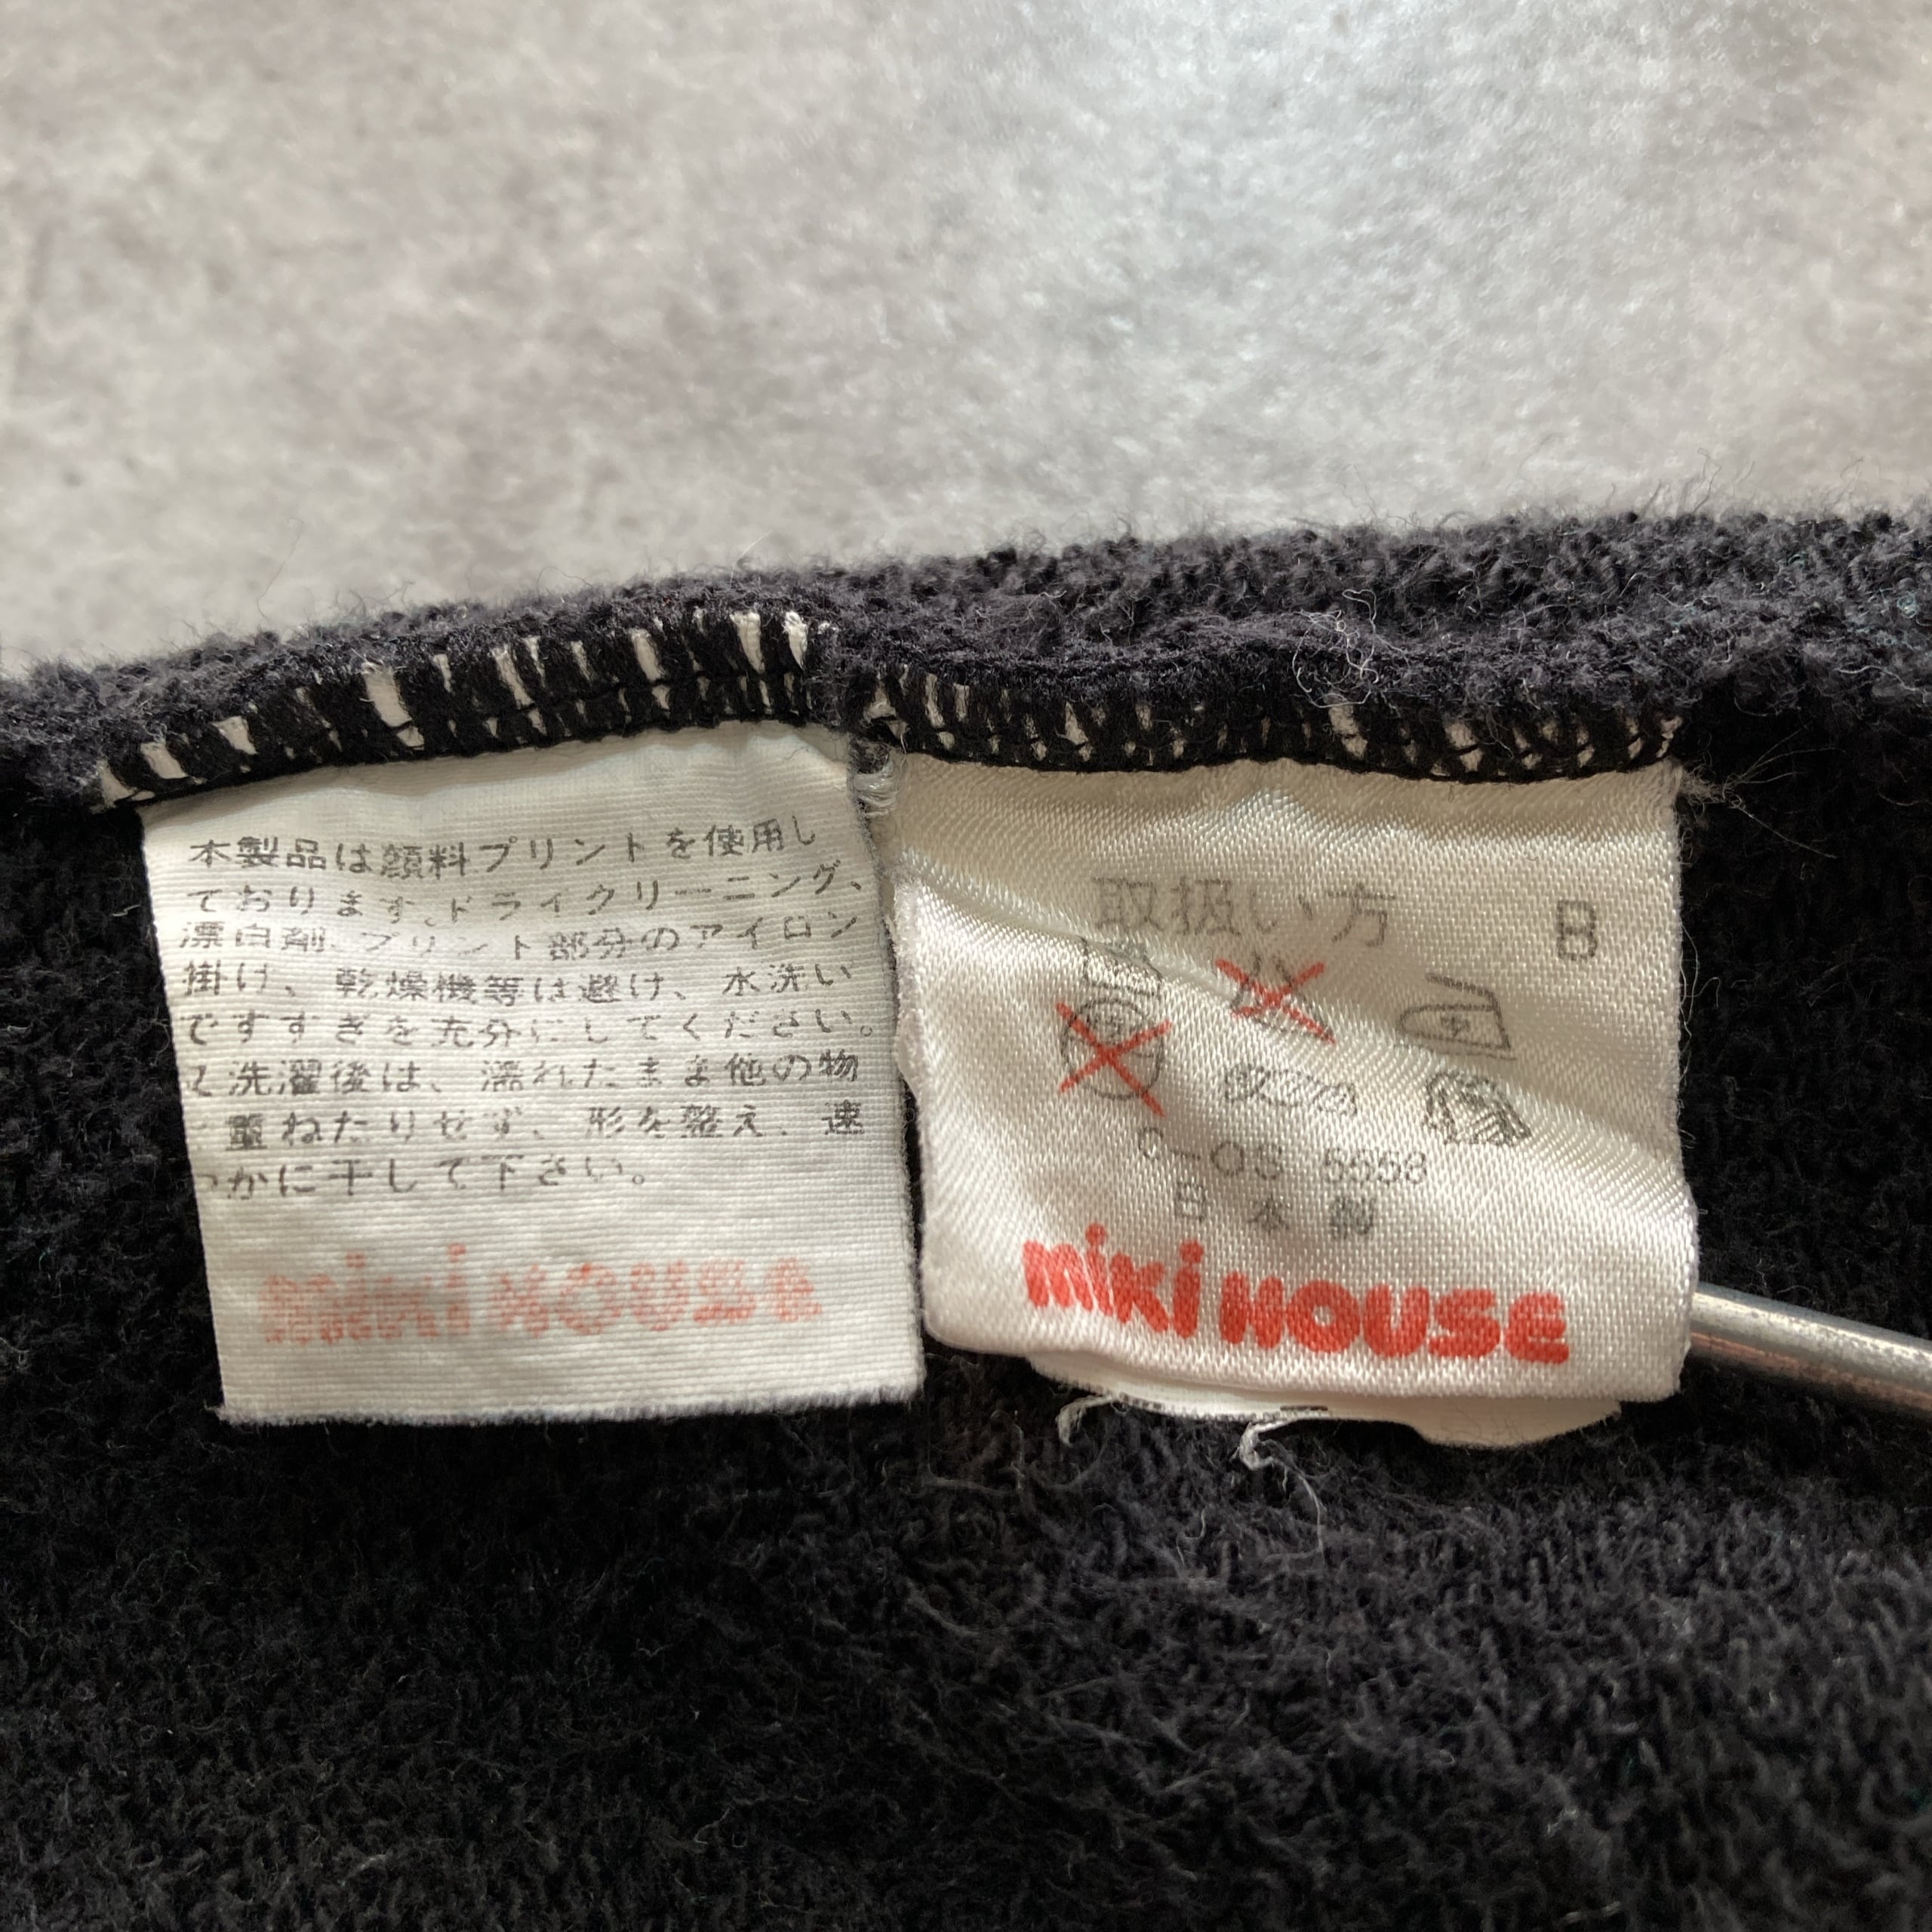 本製品は顔料プリントを使用し
ております。ドライクリーニング、
漂白剤、プリント部分のアイロン
掛け、乾燥機等は避け、水洗い
ですすぎを充分にしてください。
洗濯後は、濡れたまま他の物
重ねたりせず、形を整え、速
やかに干して下さい。
miki HOUSE
取扱い方 B
5558
日本製
miki HOUSE